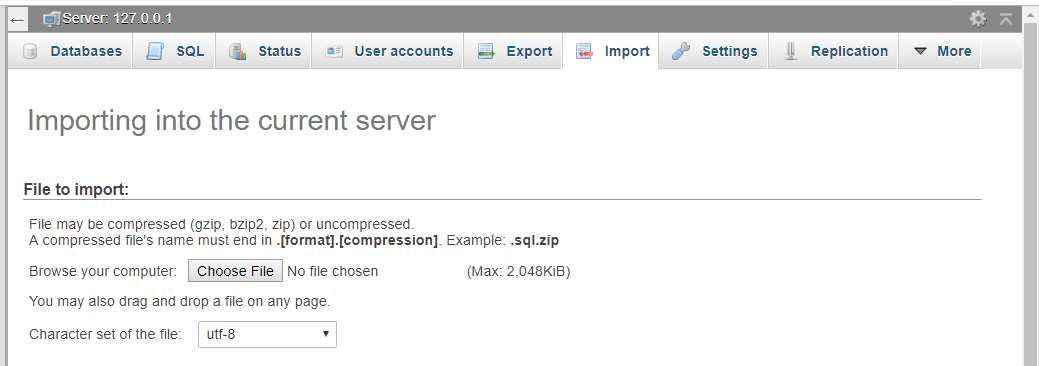 Server: 127.0.0.1
Databases SQL Status User accounts Export Import Settings Replication More
Importing into the current server
File to import:
File may be compressed (gzip, bzip2, zip) or uncompressed.
A compressed file's name must end in .[format].[compression]. Example: .sql.zip
Browse your computer: Choose File No file chosen (Max: 2,048KiB)
You may also drag and drop a file on any page.
Character set of the file: utf-8